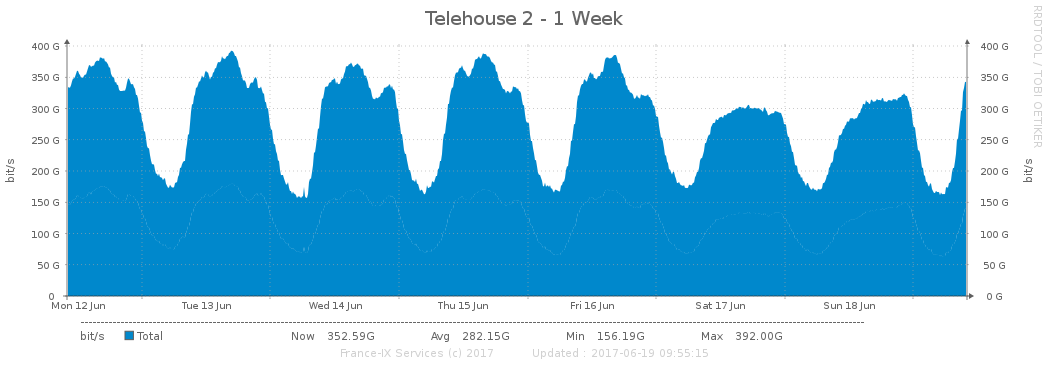 Telehouse 2 - 1 Week
RRDTOOL / TOBI OETIKER
400 G 400 G
350 G 350 G
300 G 300 G
250 G 250 G
200 G 200 G
150 G 150 G
100 G 100 G
50 G 50 G
0 0 G
bit/s bit/s
Mon 12 Jun Tue 13 Jun Wed 14 Jun Thu 15 Jun Fri 16 Jun Sat 17 Jun Sun 18 Jun
bit/s Total Now 352.59G Avg 282.15G Min 156.19G Max 392.00G
France-IX Services (c) 2017 Updated : 2017-06-19 09:55:15